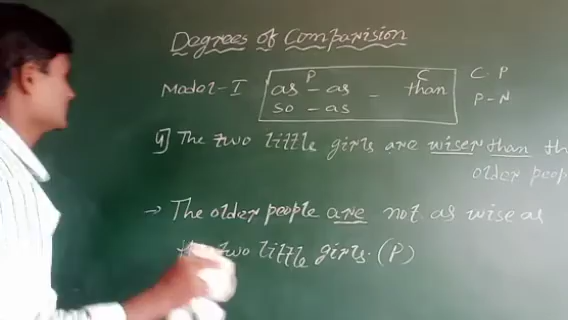 Degrees of Comparision
P C C - P
Model-I as - as - than P - N
so - as
4] The two little girls are wiser than th
older peop
→ The older people are not as wise as
the two little girls. (P)